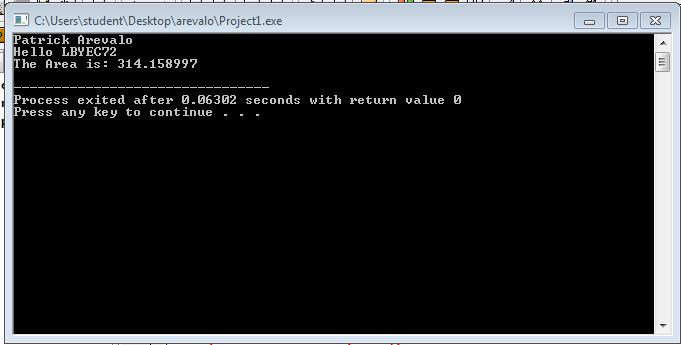 C:\Users\student\Desktop\arevalo\Project1.exe
Patrick Arevalo
Hello LBYEC72
The Area is: 314.158997
--------------------------------
Process exited after 0.06302 seconds with return value 0
Press any key to continue . . .